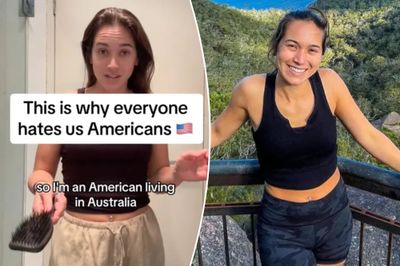 This is why everyone
hates us Americans 🇺🇸
so I'm an American living
in Australia